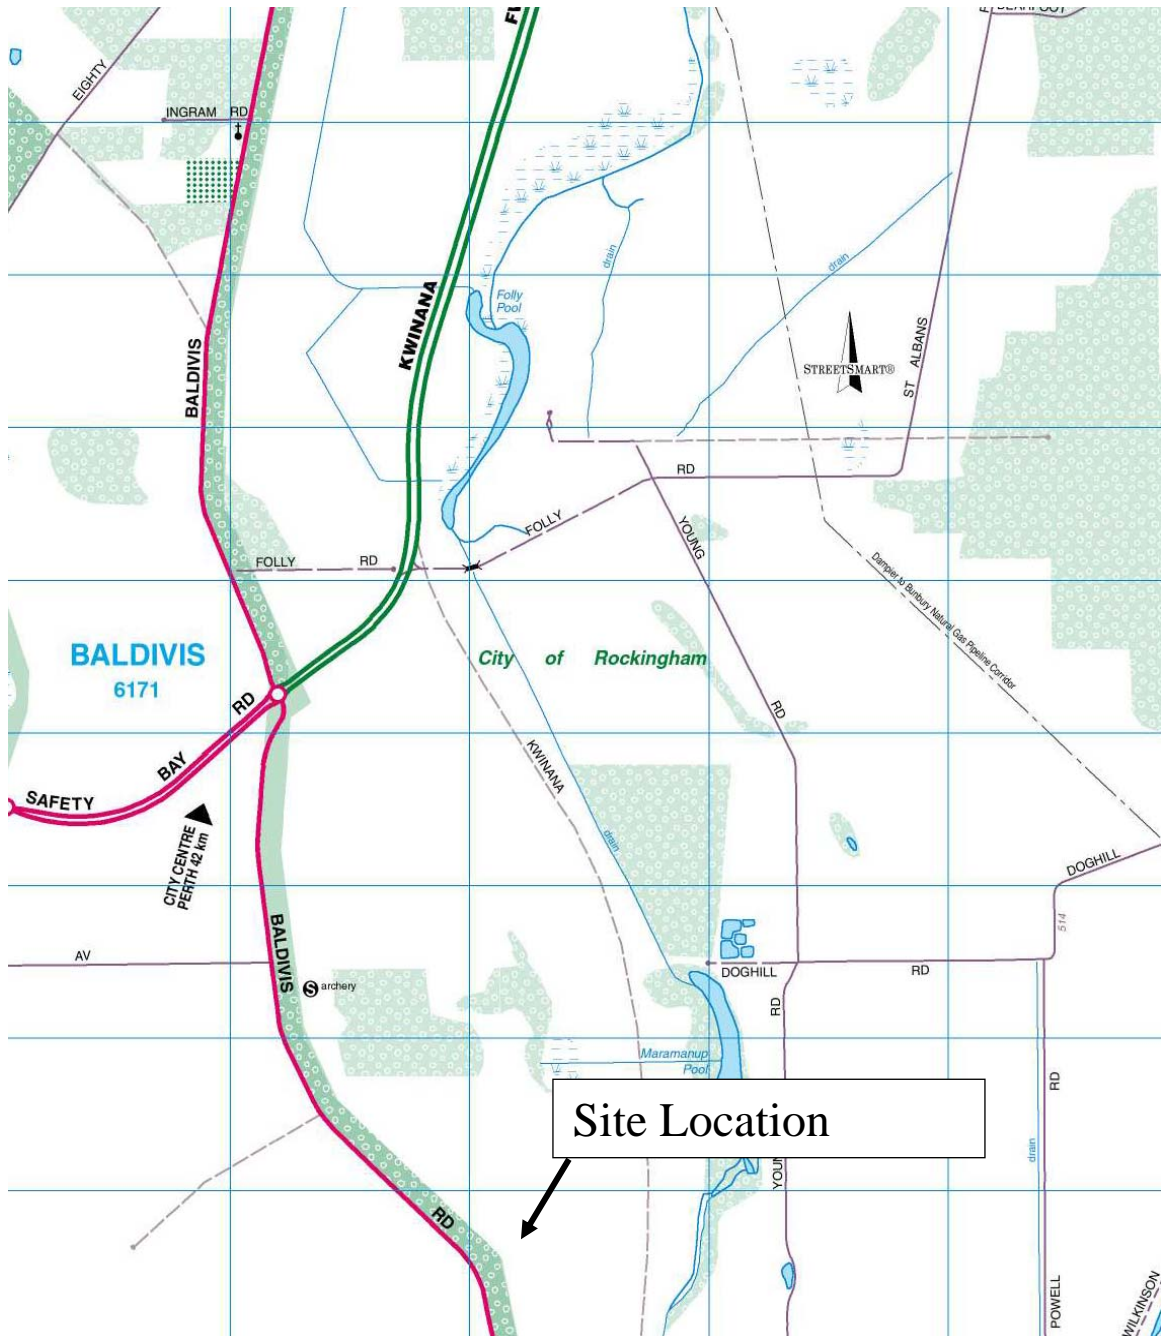 FW
BEARFOOT
EIGHTY
INGRAM RD
Folly
Pool
drain
drain
KWINANA
BALDIVIS
ST ALBANS
STREETSMART®
RD
FOLLY
YOUNG
FOLLY RD
Dampier to Bunbury Natural Gas Pipeline Corridor
BALDIVIS
6171
City of Rockingham
RD
RD
KWINANA
BAY
SAFETY
CITY CENTRE
PERTH 42 km
drain
DOGHILL
514
BALDIVIS
AV
DOGHILL
RD
S archery
RD
Maramanup
Pool
RD
Site Location
drain
YOUN
RD
POWELL
WILKINSON